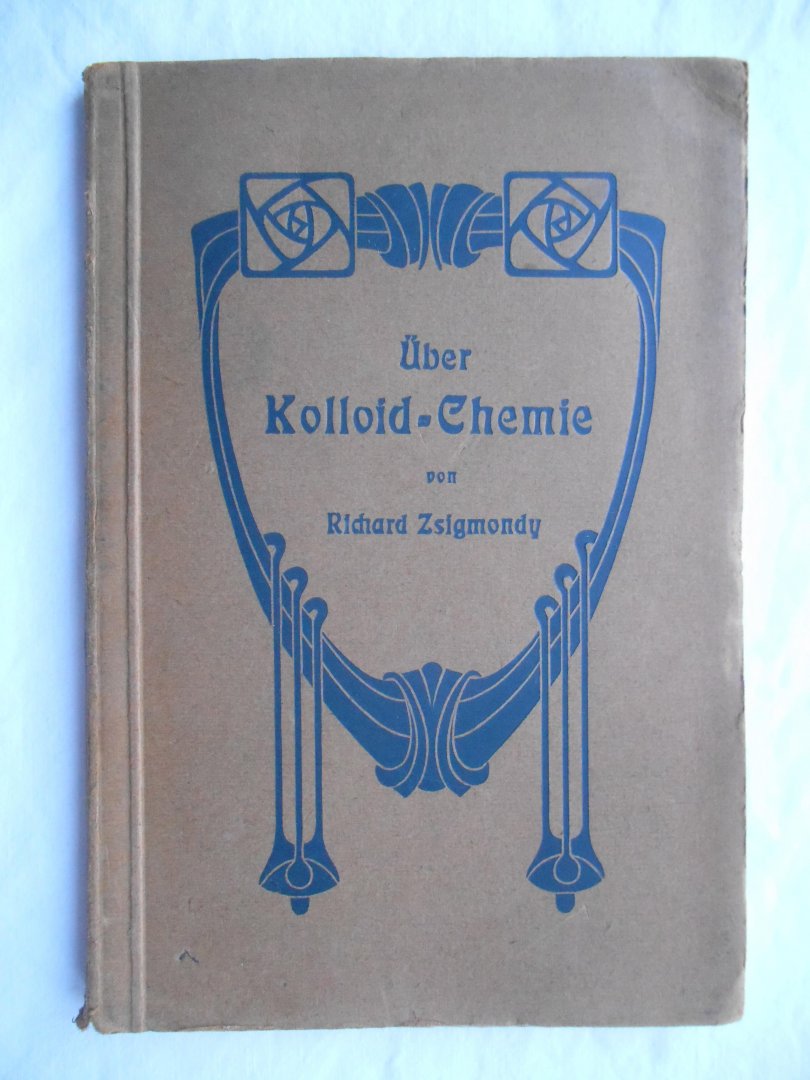 Über
Kolloid-Chemie
von
Richard Zsigmondy